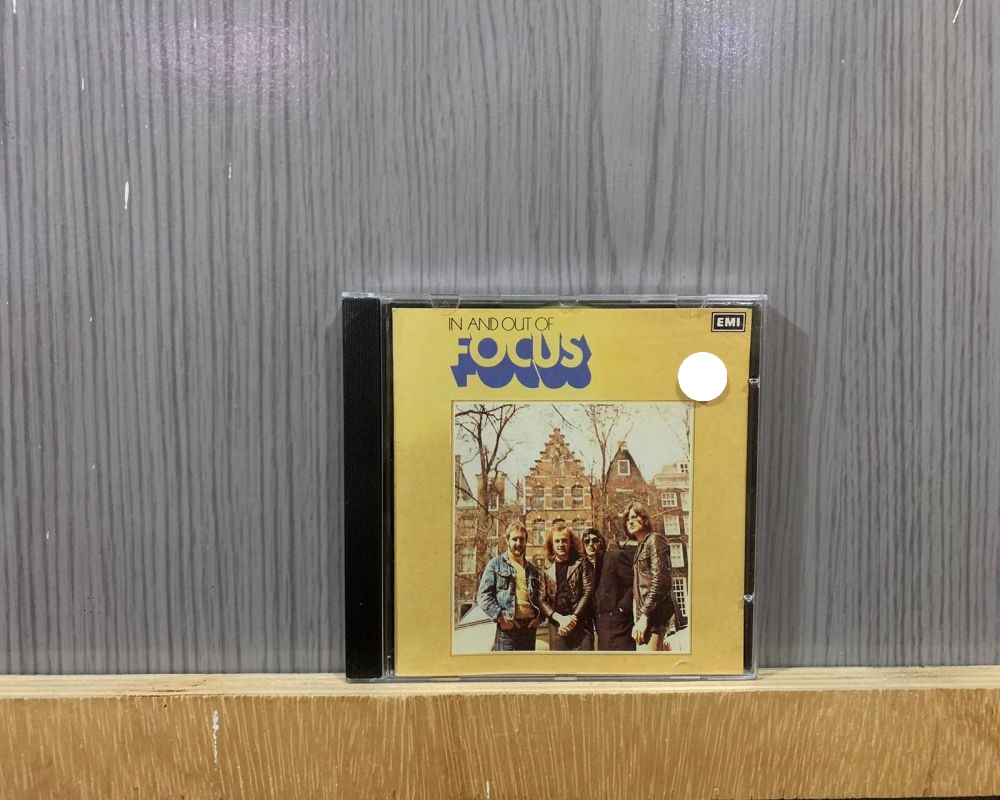 IN AND OUT OF
FOCUS
EMI